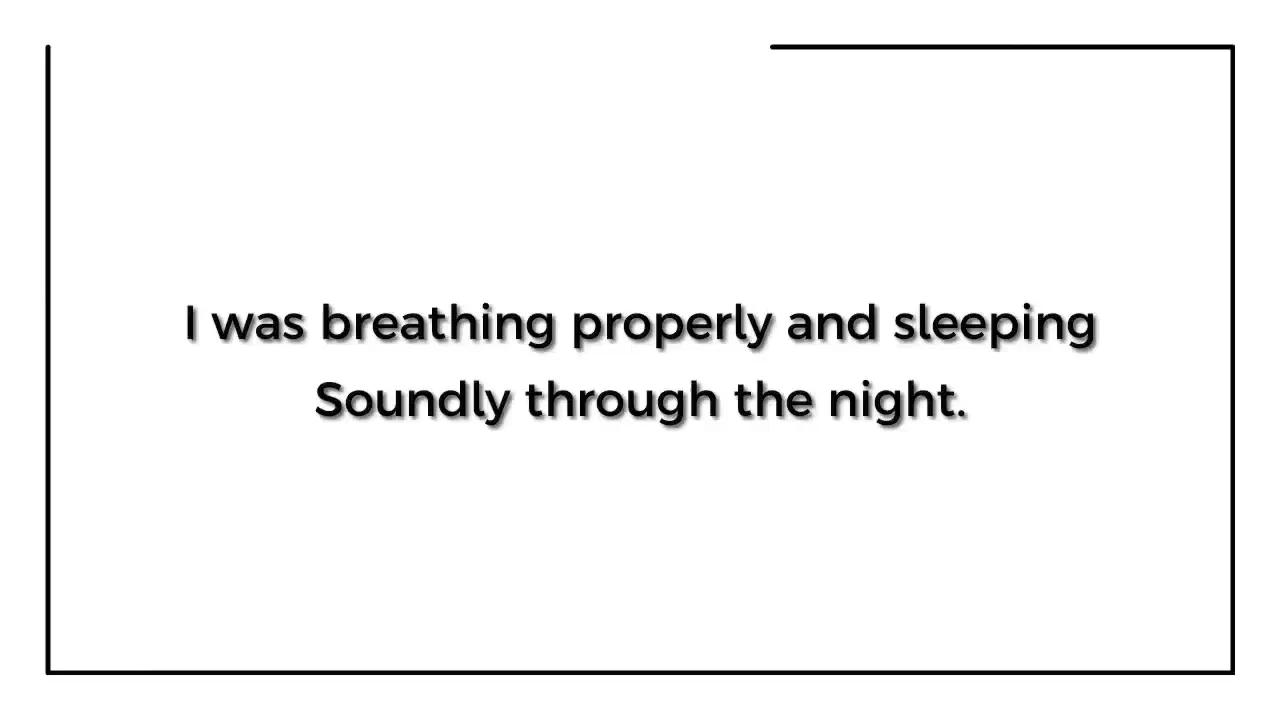 I was breathing properly and sleeping
Soundly through the night.